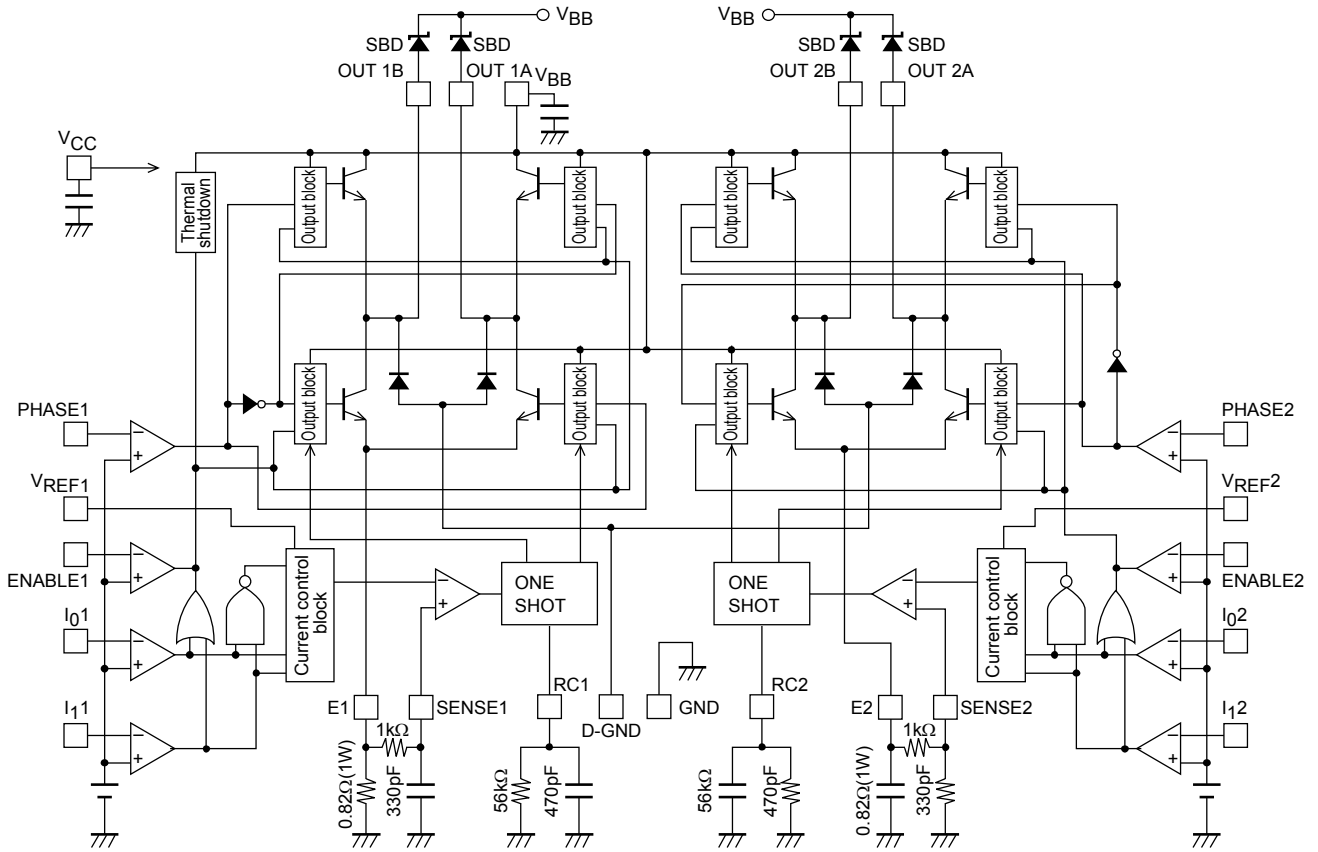 VBB
VBB
SBD
SBD
SBD
SBD
OUT 1B
OUT 1A
VBB
OUT 2B
OUT 2A
VCC
Thermal
shutdown
Output block
Output block
Output block
Output block
Output block
Output block
Output block
Output block
PHASE1
PHASE2
VREF1
VREF2
ENABLE1
ENABLE2
I01
I02
I11
I12
Current control
block
Current control
block
ONE
SHOT
ONE
SHOT
E1
SENSE1
RC1
D-GND
GND
RC2
E2
SENSE2
1kΩ
1kΩ
0.82Ω(1W)
330pF
56kΩ
470pF
56kΩ
470pF
0.82Ω(1W)
330pF